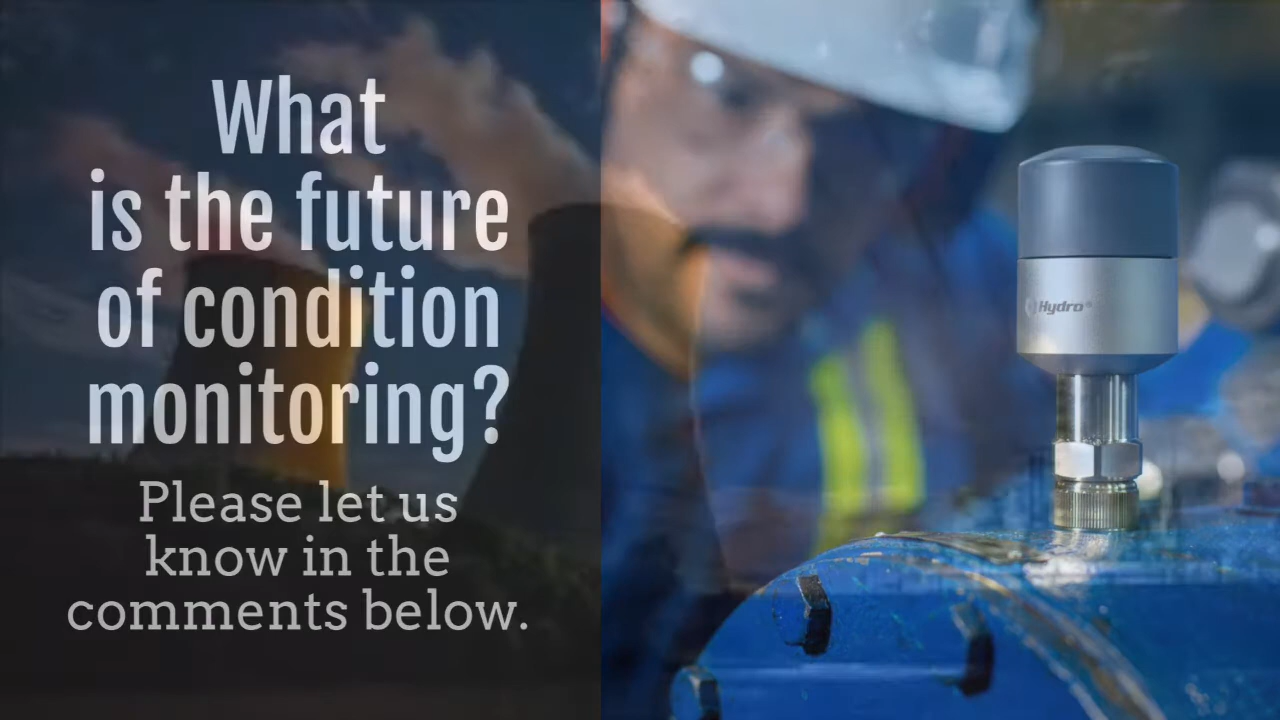 What
is the future
of condition
monitoring?
Please let us
know in the
comments below.
Hydro®